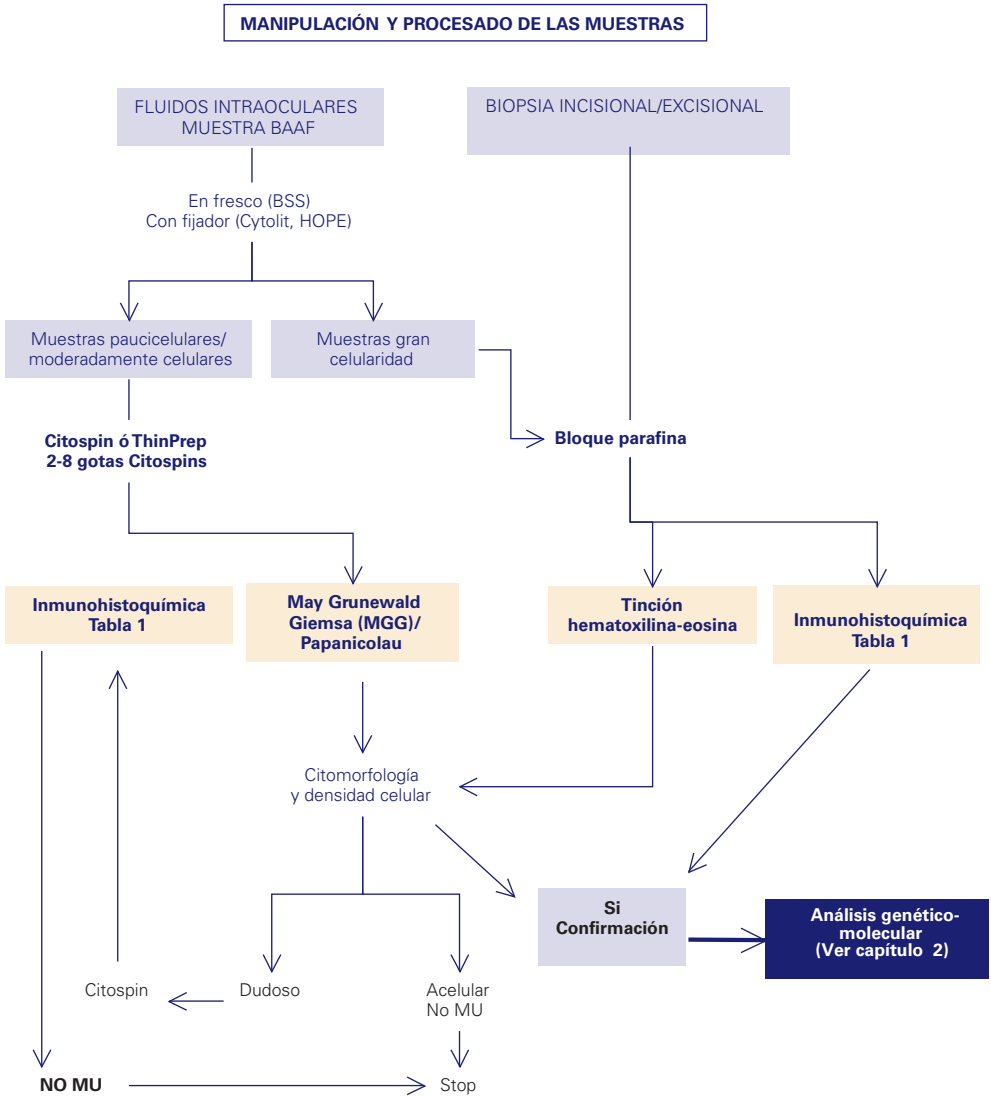 MANIPULACIÓN Y PROCESADO DE LAS MUESTRAS
FLUIDOS INTRAOCULARES
MUESTRA BAAF
BIOPSIA INCISIONAL/EXCISIONAL
En fresco (BSS)
Con fijador (Cytolit, HOPE)
Muestras paucicelulares/
moderadamente celulares
Muestras gran
celularidad
Citospin ó ThinPrep
2-8 gotas Citospins
Bloque parafina
Inmunohistoquímica
Tabla 1
May Grunewald
Giemsa (MGG)/
Papanicolau
Tinción
hematoxilina-eosina
Inmunohistoquímica
Tabla 1
Citomorfología
y densidad celular
Si
Confirmación
Análisis genético-
molecular
(Ver capítulo 2)
Citospin
Dudoso
Acelular
No MU
NO MU
Stop